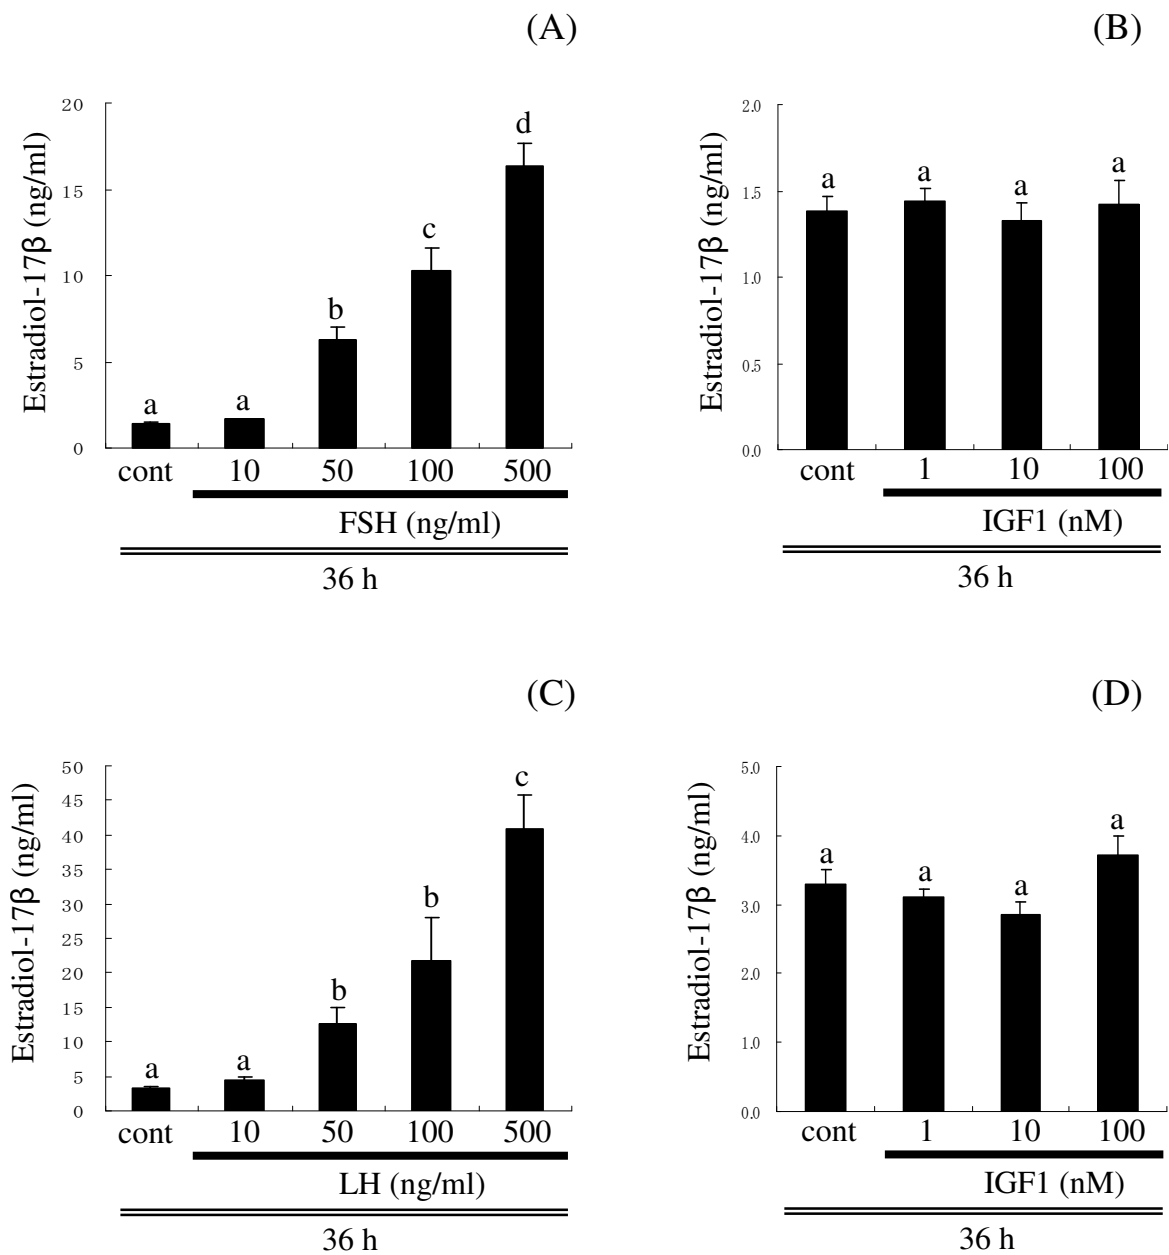 (A)
Estradiol-17β (ng/ml)
20
15
10
5
0
a
a
b
c
d
cont 10 50 100 500
FSH (ng/ml)
36 h
(B)
Estradiol-17β (ng/ml)
2.0
1.5
1.0
0.5
0.0
a
a
a
a
cont 1 10 100
IGF1 (nM)
36 h
(C)
Estradiol-17β (ng/ml)
50
45
40
35
30
25
20
15
10
5
0
a
a
b
b
c
cont 10 50 100 500
LH (ng/ml)
36 h
(D)
Estradiol-17β (ng/ml)
5.0
4.0
3.0
2.0
1.0
0.0
a
a
a
a
cont 1 10 100
IGF1 (nM)
36 h